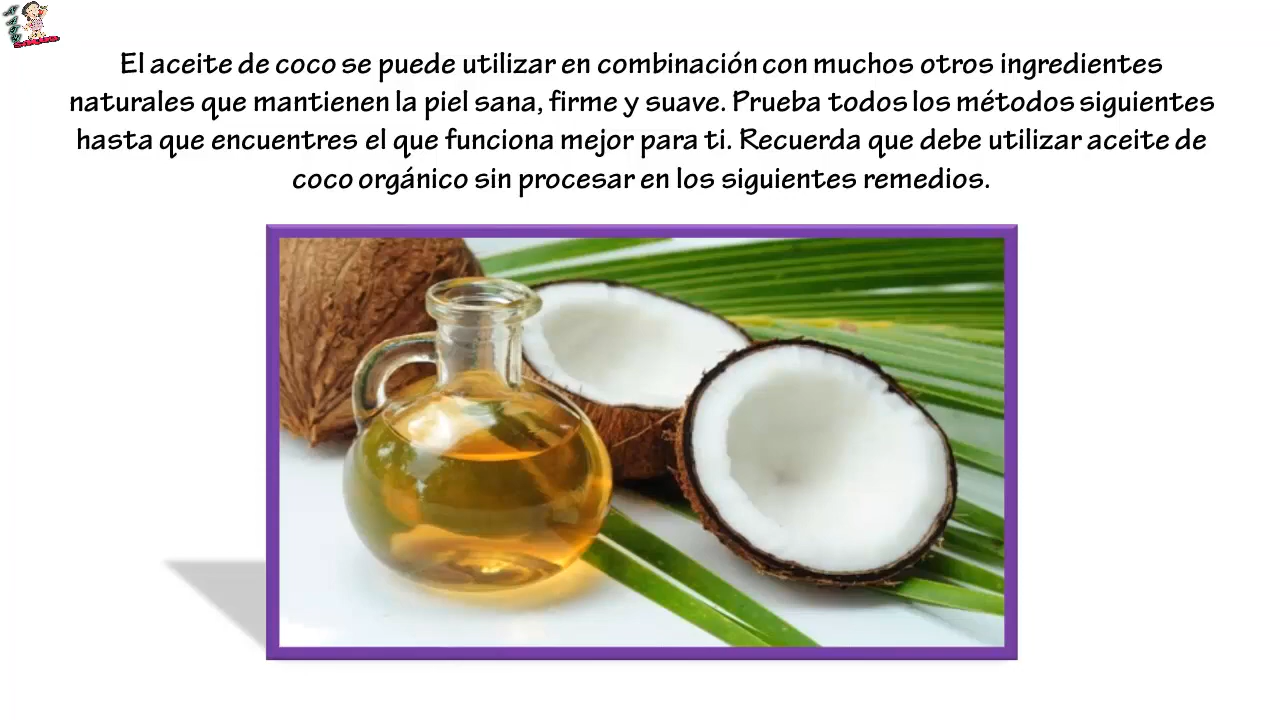 El aceite de coco se puede utilizar en combinación con muchos otros ingredientes
naturales que mantienen la piel sana, firme y suave. Prueba todos los métodos siguientes
hasta que encuentres el que funciona mejor para ti. Recuerda que debe utilizar aceite de
coco orgánico sin procesar en los siguientes remedios.